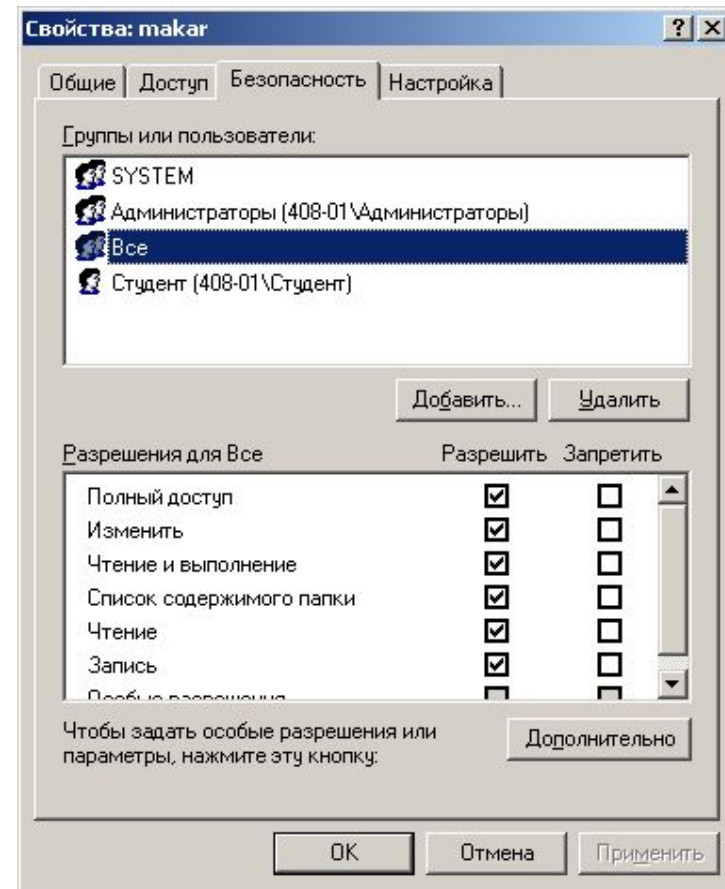 Свойства: makar
Общие Доступ Безопасность Настройка
Группы или пользователи:
SYSTEM
Администраторы (408-01\Администраторы)
Все
Студент (408-01\Студент)
Добавить... Удалить
Разрешения для Все Разрешить Запретить
Полный доступ
Изменить
Чтение и выполнение
Список содержимого папки
Чтение
Запись
Особые разрешения
Чтобы задать особые разрешения или
параметры, нажмите эту кнопку:
Дополнительно
OK Отмена Применить